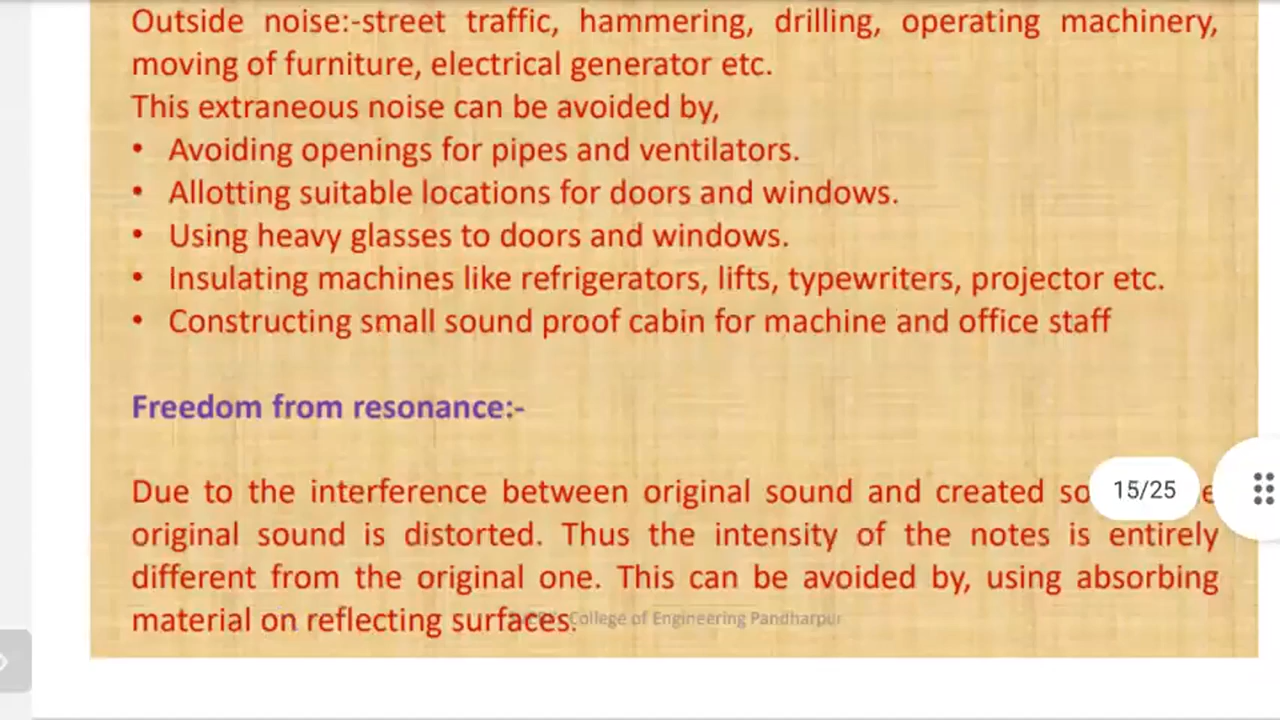 Outside noise:-street traffic, hammering, drilling, operating machinery,
moving of furniture, electrical generator etc.
This extraneous noise can be avoided by,
• Avoiding openings for pipes and ventilators.
• Allotting suitable locations for doors and windows.
• Using heavy glasses to doors and windows.
• Insulating machines like refrigerators, lifts, typewriters, projector etc.
• Constructing small sound proof cabin for machine and office staff
Freedom from resonance:-
Due to the interference between original sound and created
15/25
original sound is distorted. Thus the intensity of the notes is entirely
different from the original one. This can be avoided by, using absorbing
material on reflecting surfaces.
College of Engineering Pandharpur